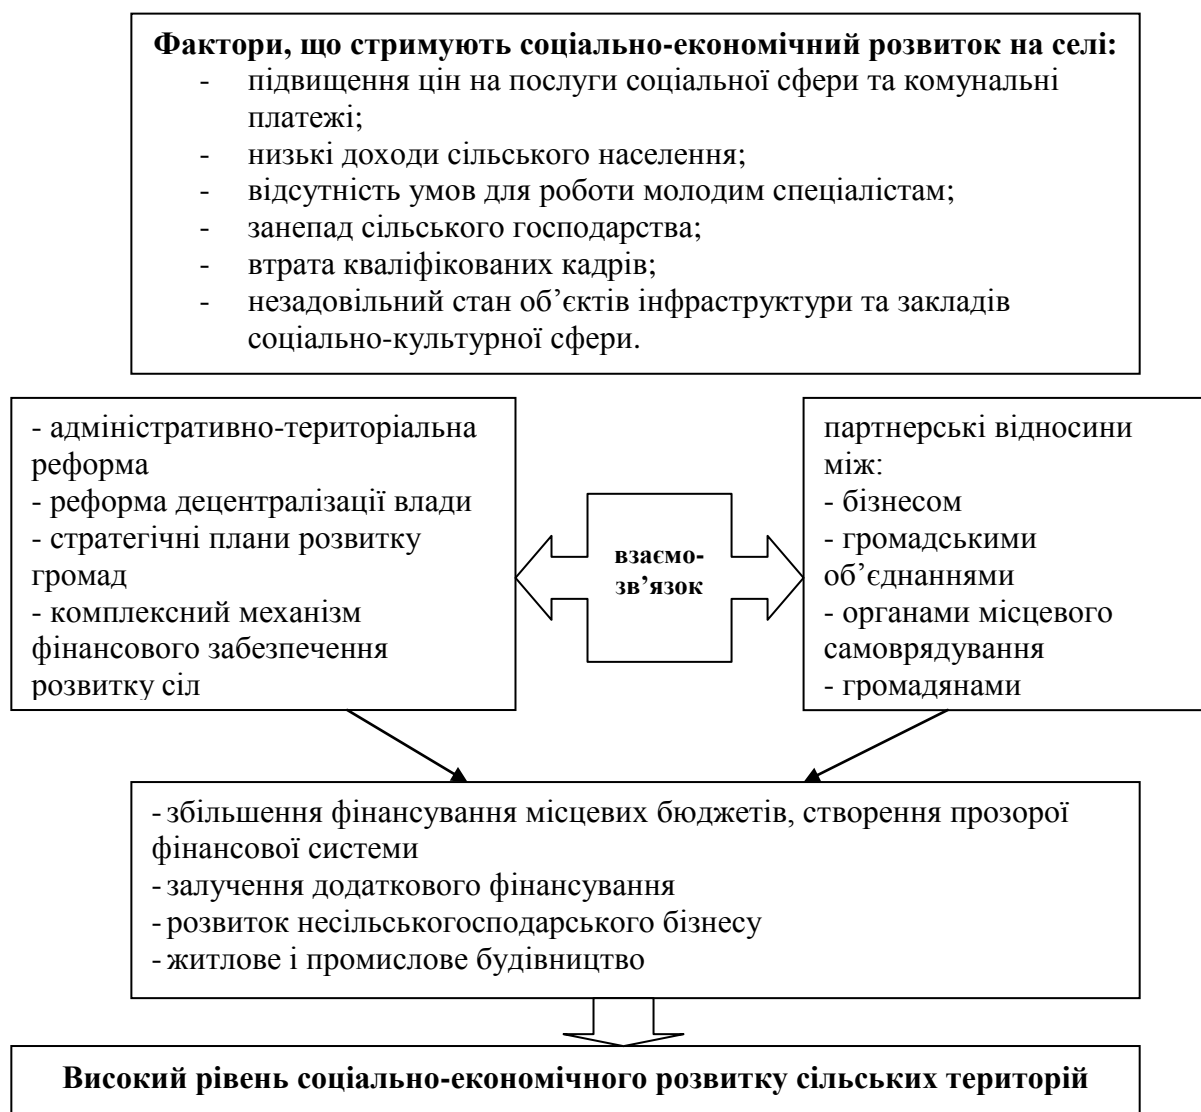 Фактори, що стримують соціально-економічний розвиток на селі:
- підвищення цін на послуги соціальної сфери та комунальні
платежі;
- низькі доходи сільського населення;
- відсутність умов для роботи молодим спеціалістам;
- занепад сільського господарства;
- втрата кваліфікованих кадрів;
- незадовільний стан об’єктів інфраструктури та закладів
соціально-культурної сфери.
- адміністративно-територіальна
реформа
- реформа децентралізації влади
- стратегічні плани розвитку
громад
- комплексний механізм
фінансового забезпечення
розвитку сіл
взаємо-
зв’язок
партнерські відносини
між:
- бізнесом
- громадськими
об’єднаннями
- органами місцевого
самоврядування
- громадянами
- збільшення фінансування місцевих бюджетів, створення прозорої
фінансової системи
- залучення додаткового фінансування
- розвиток несільськогосподарського бізнесу
- житлове і промислове будівництво
Високий рівень соціально-економічного розвитку сільських територій